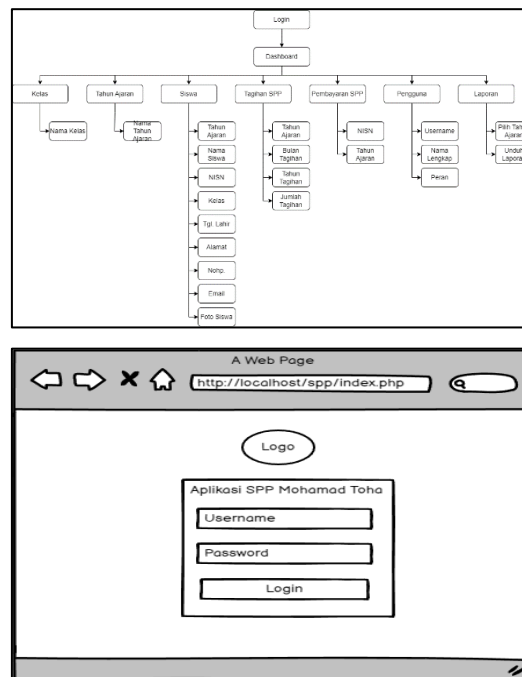 Login
Dashboard
Kelas
Tahun Ajaran
Siswa
Tagihan SPP
Pembayaran SPP
Pengguna
Laporan
Nama Kelas
Nama
Tahun
Ajaran
Tahun
Ajaran
Nama
Siswa
NISN
Kelas
Tgl. Lahir
Alamat
Nohp.
Email
Foto Siswa
Tahun
Ajaran
Bulan
Tagihan
Tahun
Tagihan
Jumlah
Tagihan
NISN
Tahun
Ajaran
Username
Nama
Lengkap
Peran
Pilih
Ajaran
Unduh
A Web Page
http://localhost/spp/index.php
Logo
Aplikasi SPP Mohamad Toha
Username
Password
Login